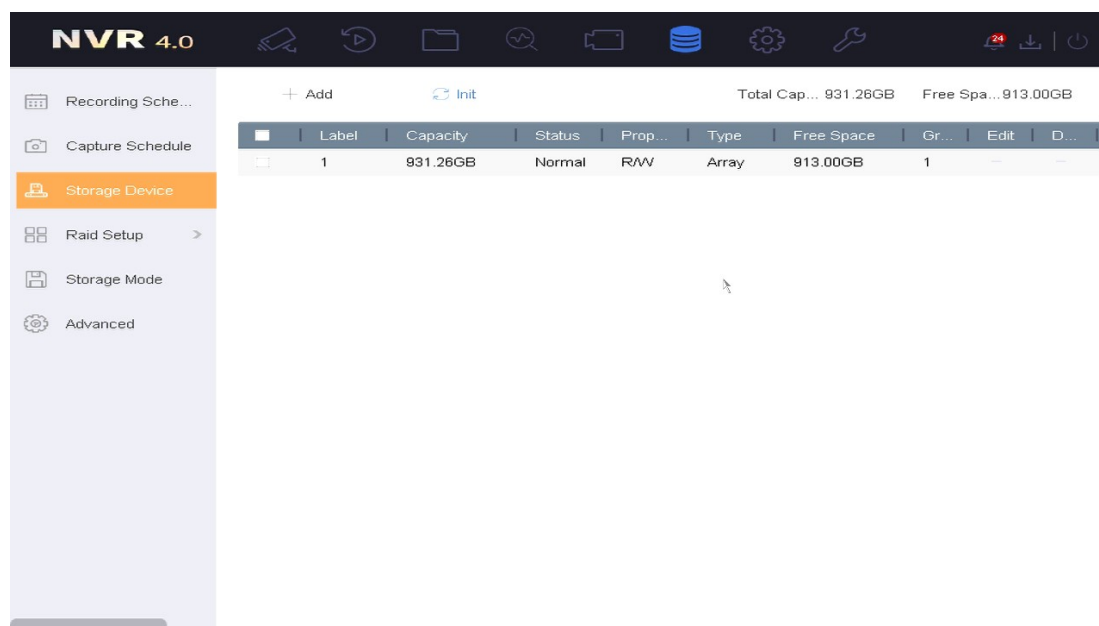 NVR 4.0
24
Recording Sche...
Capture Schedule
Storage Device
Raid Setup >
Storage Mode
Advanced
+ Add Init Total Cap... 931.26GB Free Spa...913.00GB
Label Capacity Status Prop... Type Free Space Gr... Edit D...
1 931.26GB Normal R/W Array 913.00GB 1 — —